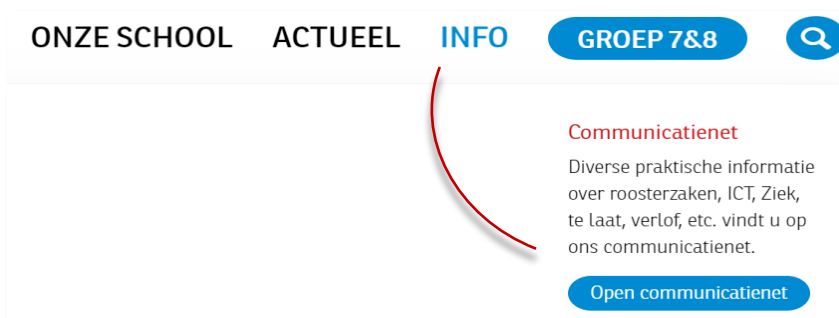 ONZE SCHOOL ACTUEEL INFO GROEP 7&8
Communicatienet
Diverse praktische informatie
over roosterzaken, ICT, Ziek,
te laat, verlof, etc. vindt u op
ons communicatienet.
Open communicatienet